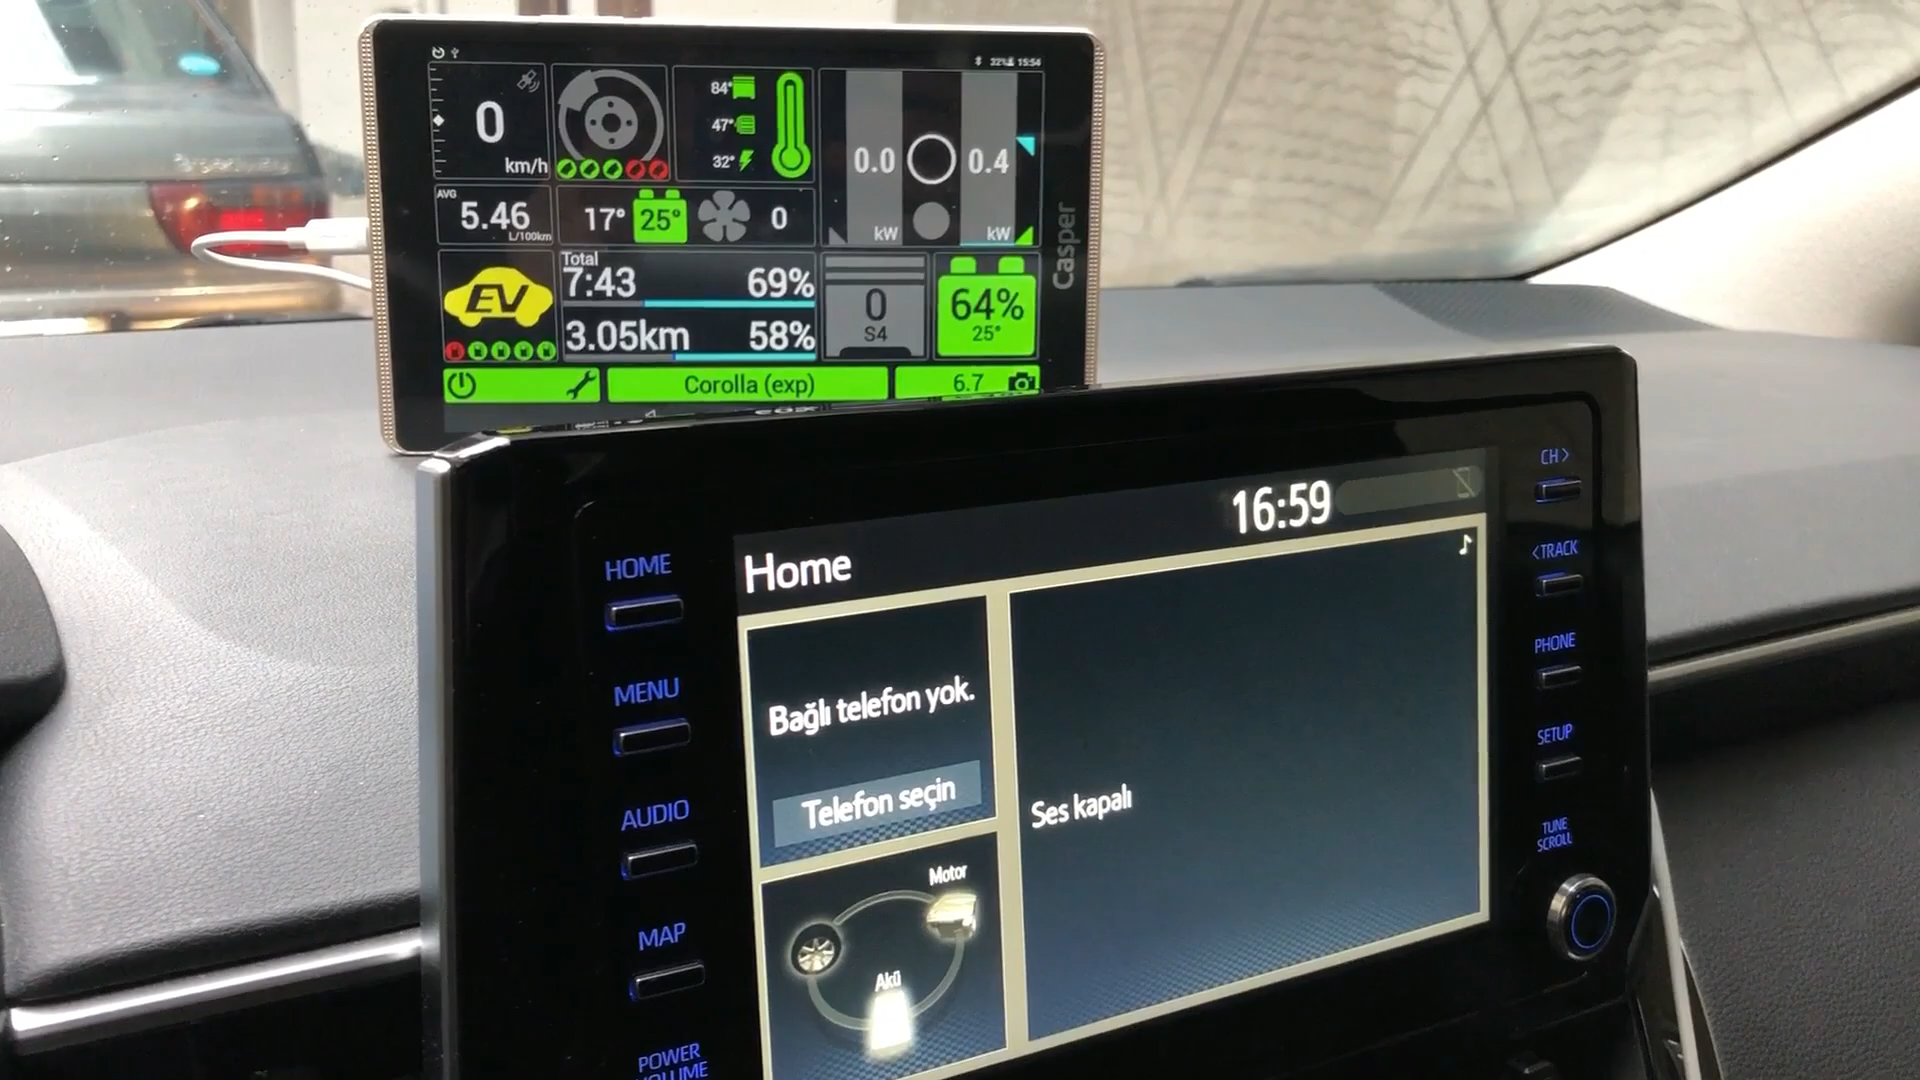 32% 15:54
0
km/h
84°
47°
32°
0.0
0.4
kW
kW
AVG
5.46
L/100km
17°
25°
0
EV
Total
7:43
69%
3.05km
58%
0
S4
64%
25°
Corolla (exp)
6.7
Casper
16:59
Home
Bağlı telefon yok.
Telefon seçin
Ses kapalı
Motor
Akü
HOME
MENU
AUDIO
MAP
POWER
VOLUME
CH>
<TRACK
PHONE
SETUP
TUNE
SCROLL